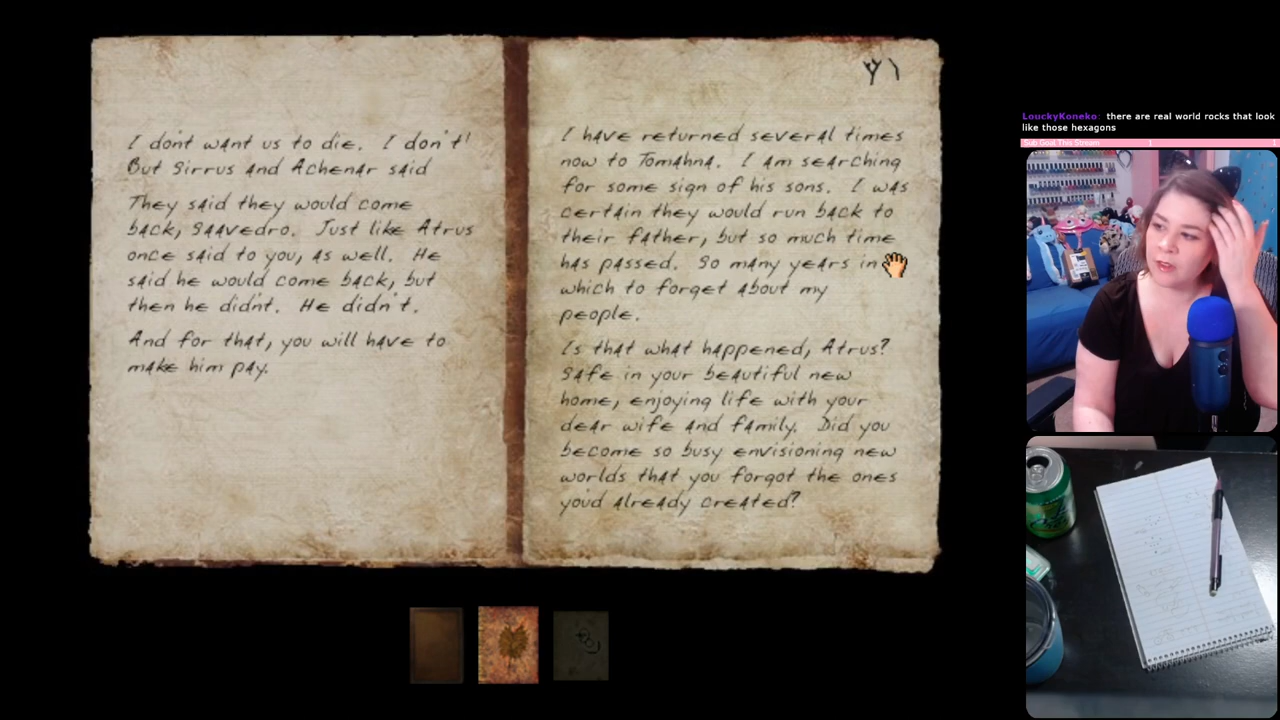 I don't want us to die. I don't!
But Sirrus and Achenar said
They said they would come
back, Saavedro. Just like Atrus
once said to you, as well. He
said he would come back, but
then he didn't. He didn't.
And for that, you will have to
make him pay.
I have returned several times
now to Tomahna. I am searching
for some sign of his sons. I was
certain they would run back to
their father, but so much time
has passed. So many years in
which to forget about my
people.
Is that what happened, Atrus?
Safe in your beautiful new
home, enjoying life with your
dear wife and family. Did you
become so busy envisioning new
worlds that you forgot the ones
you'd already created?
LouckyKoneko: there are real world rocks that look
like those hexagons
Sub Goal This Stream 1